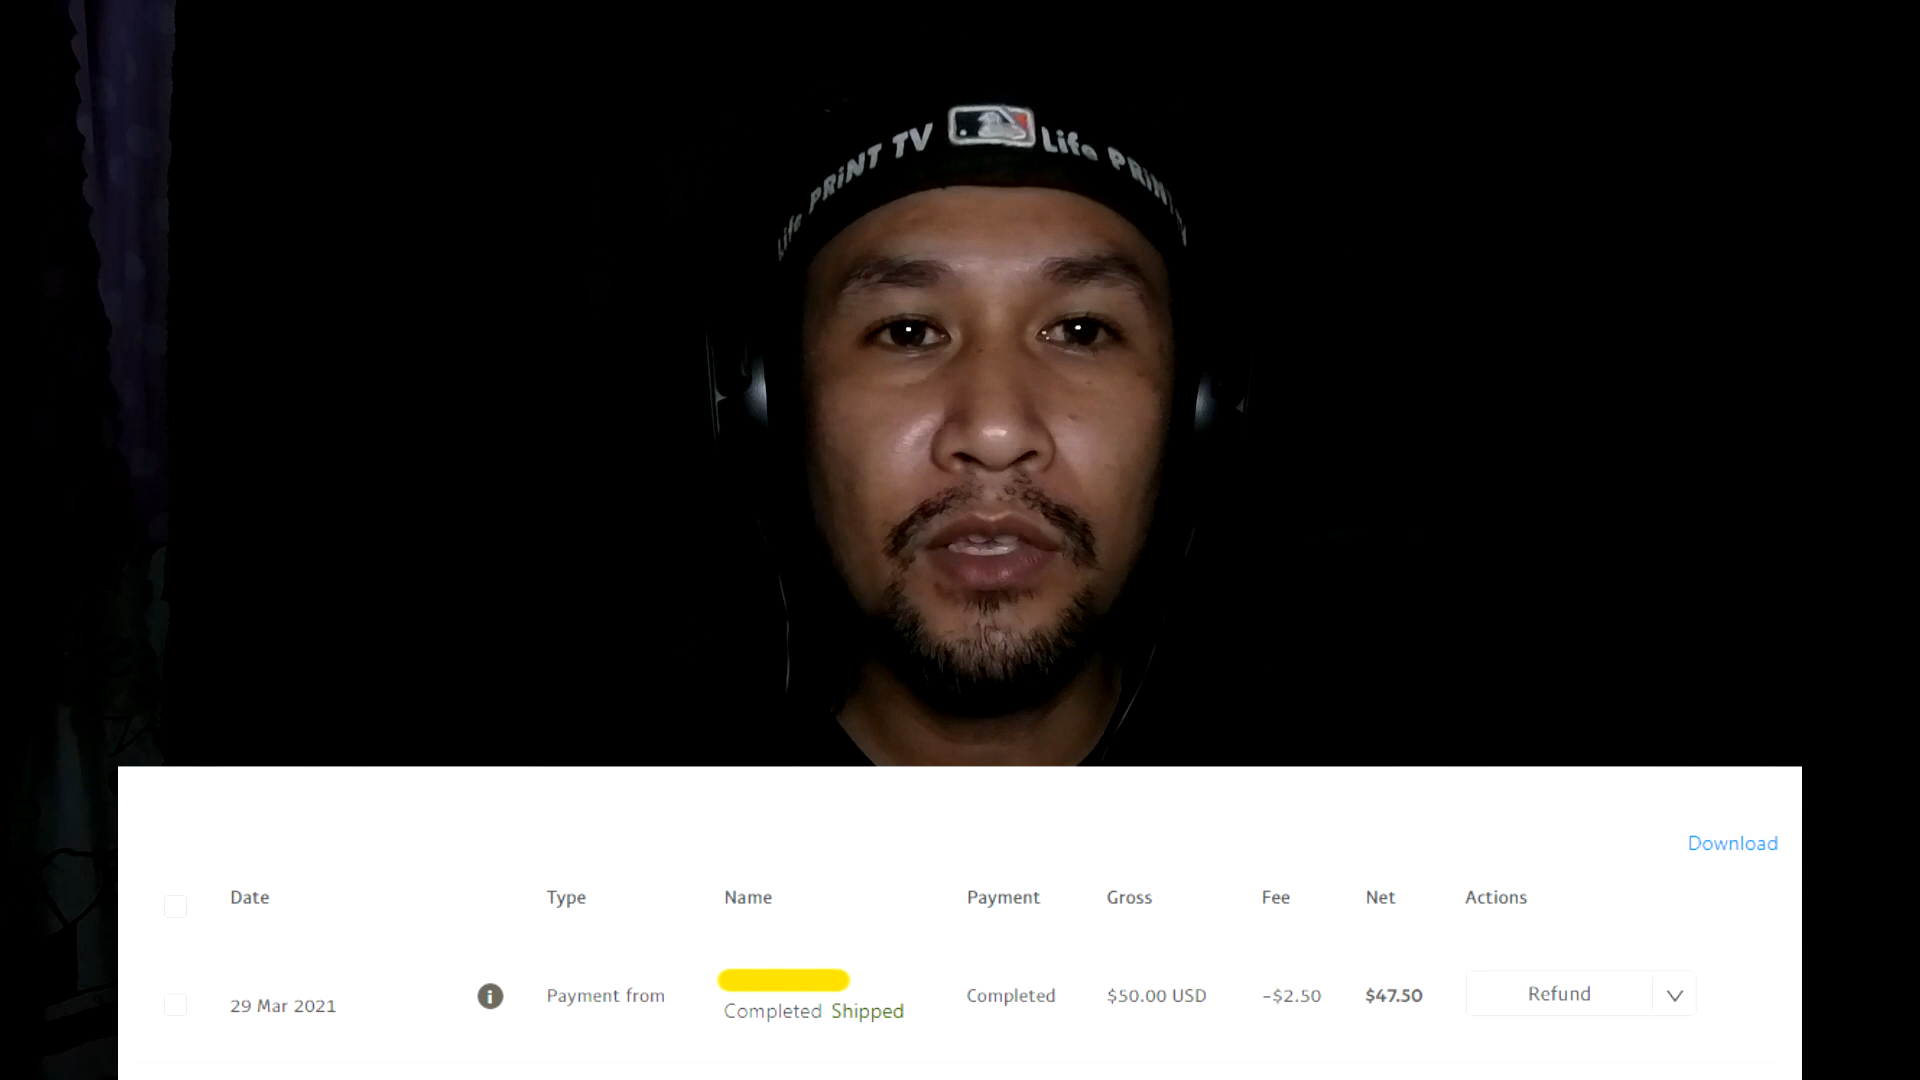 Life PRiNT TV Life PRiNT
Download
Date Type Name Payment Gross Fee Net Actions
29 Mar 2021 i Payment from Completed Shipped Completed $50.00 USD -$2.50 $47.50 Refund